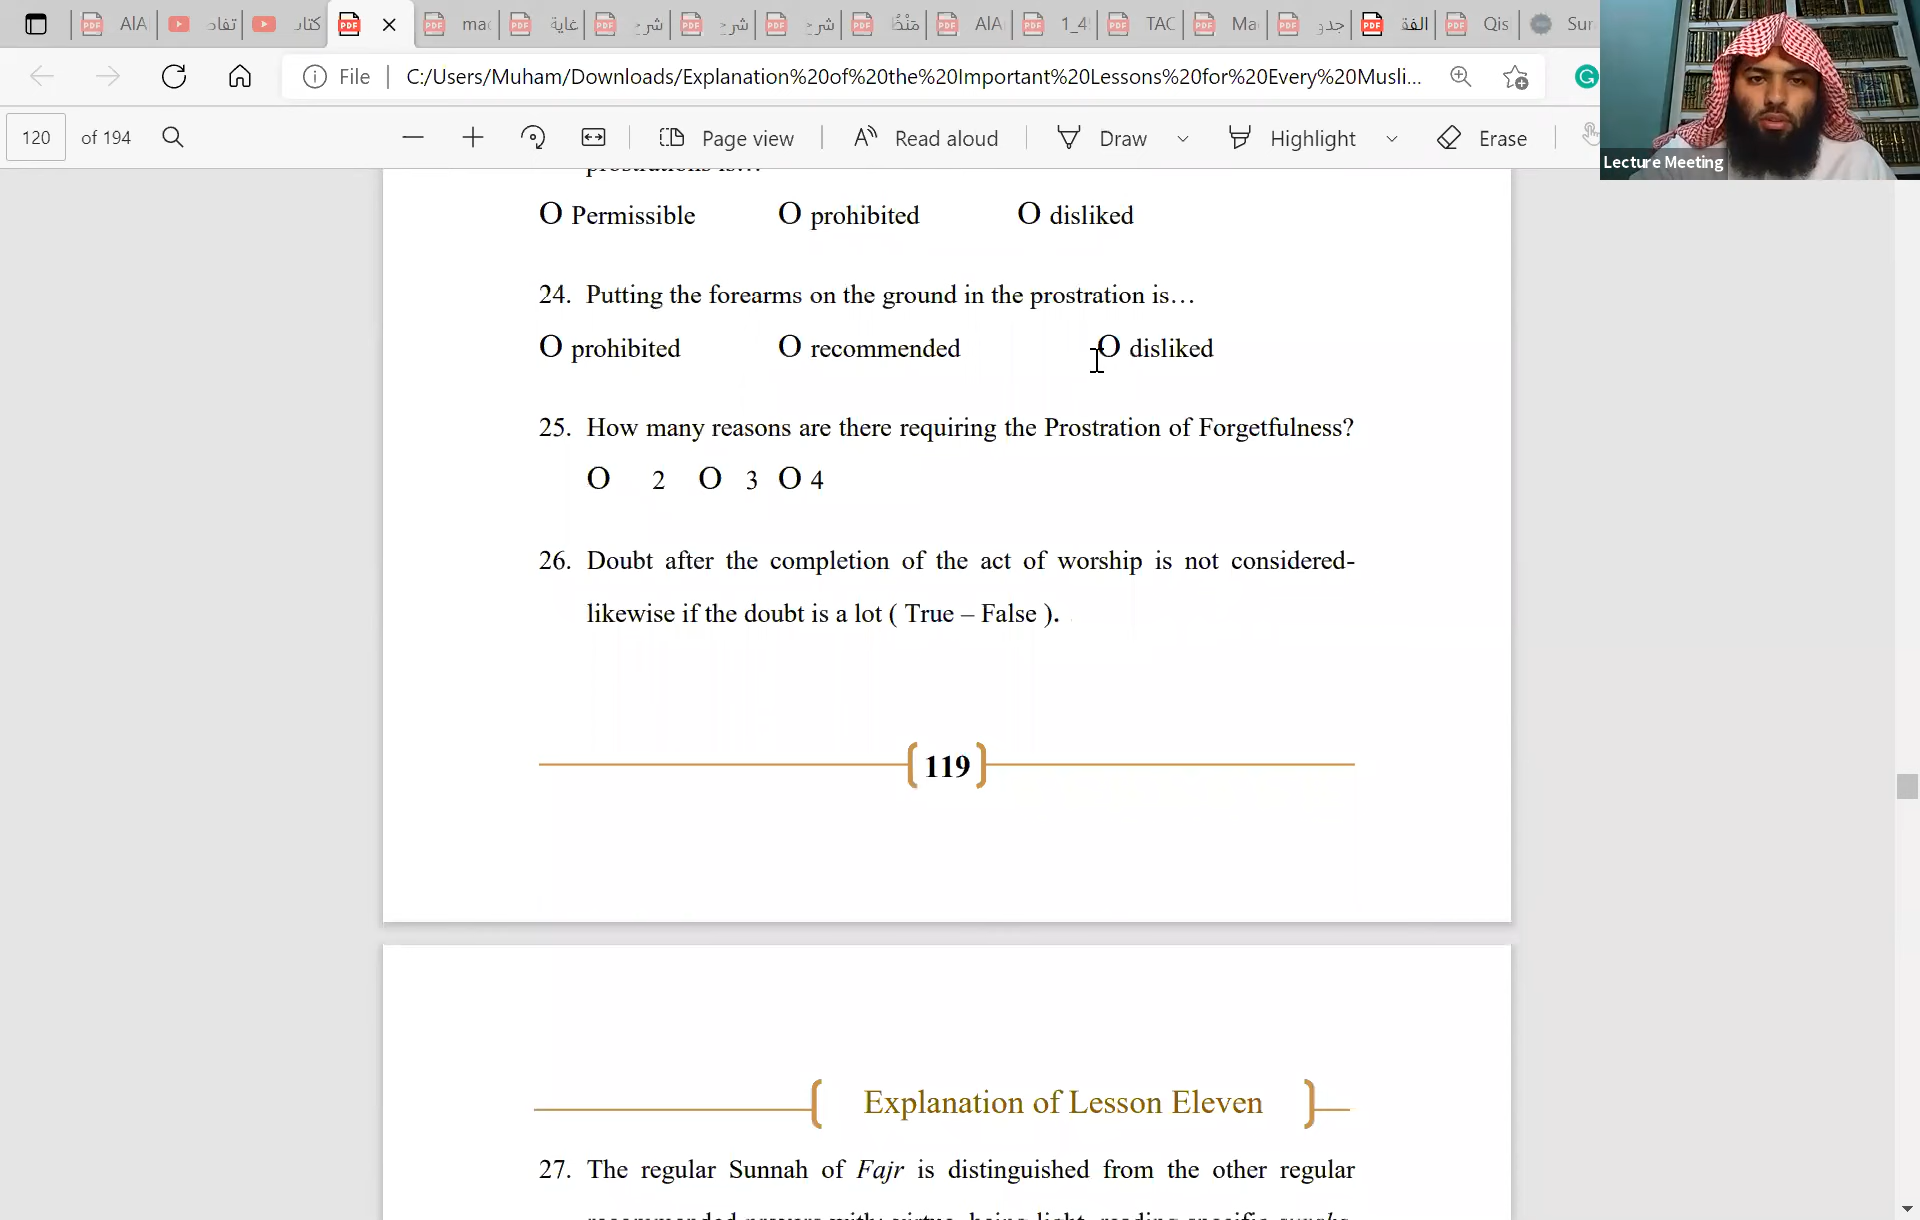 AlA
تفاد
كتاب
ma
غاية
شرح
شرح
شرح
مَنْظُ
AlA
1_4
TAC
Ma
جدو
الفة
Qis
Sur
File
C:/Users/Muham/Downloads/Explanation%20of%20the%20Important%20Lessons%20for%20Every%20Musli...
120 of 194
Page view
Read aloud
Draw
Highlight
Erase
Lecture Meeting
prostrations is…
O Permissible O prohibited O disliked
24. Putting the forearms on the ground in the prostration is…
O prohibited O recommended O disliked
25. How many reasons are there requiring the Prostration of Forgetfulness?
O 2 O 3 O 4
26. Doubt after the completion of the act of worship is not considered-
likewise if the doubt is a lot ( True – False ).
119
Explanation of Lesson Eleven
27. The regular Sunnah of Fajr is distinguished from the other regular